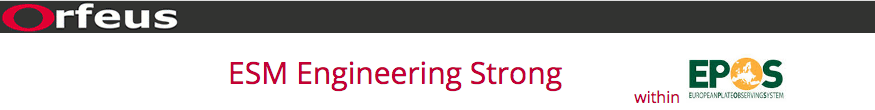 Orfeus
ESM Engineering Strong
within EPOS
EUROPEANPLATEOBSERVINGSYSTEM